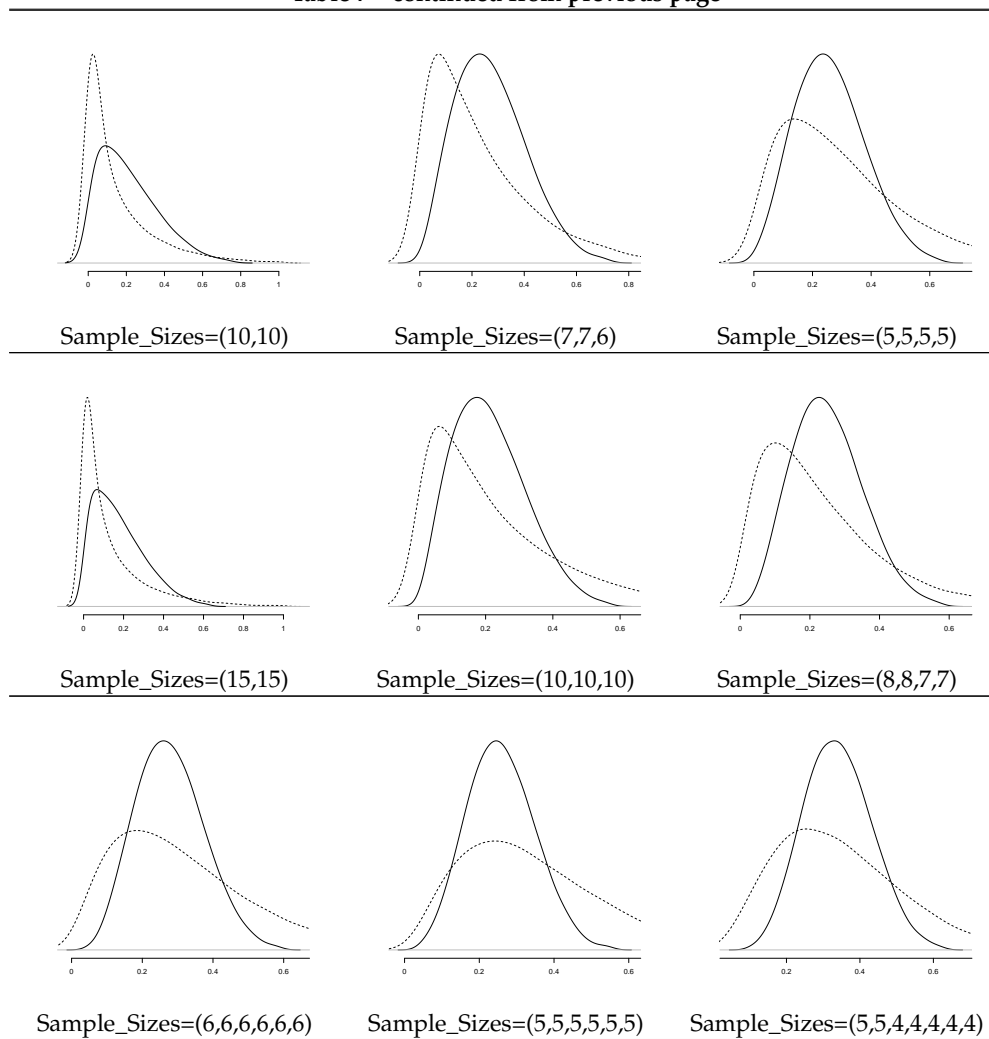 Table . – continued from previous page
0 0.2 0.4 0.6 0.8 1
0 0.2 0.4 0.6 0.8
0 0.2 0.4 0.6
Sample_Sizes=(10,10) Sample_Sizes=(7,7,6) Sample_Sizes=(5,5,5,5)
0 0.2 0.4 0.6 0.8 1
0 0.2 0.4 0.6
0 0.2 0.4 0.6
Sample_Sizes=(15,15) Sample_Sizes=(10,10,10) Sample_Sizes=(8,8,7,7)
0 0.2 0.4 0.6
0 0.2 0.4 0.6
0.2 0.4 0.6
Sample_Sizes=(6,6,6,6,6,6) Sample_Sizes=(5,5,5,5,5,5) Sample_Sizes=(5,5,4,4,4,4,4)